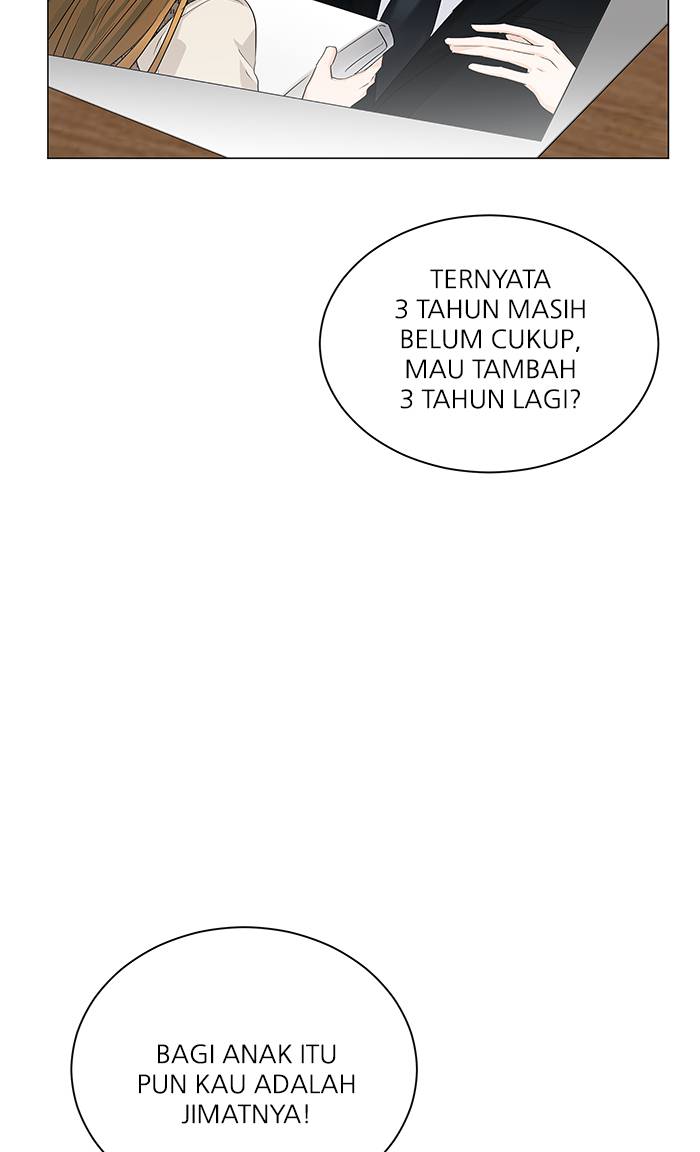 TERNYATA
3 TAHUN MASIH
BELUM CUKUP,
MAU TAMBAH
3 TAHUN LAGI?
BAGI ANAK ITU
PUN KAU ADALAH
JIMATNYA!